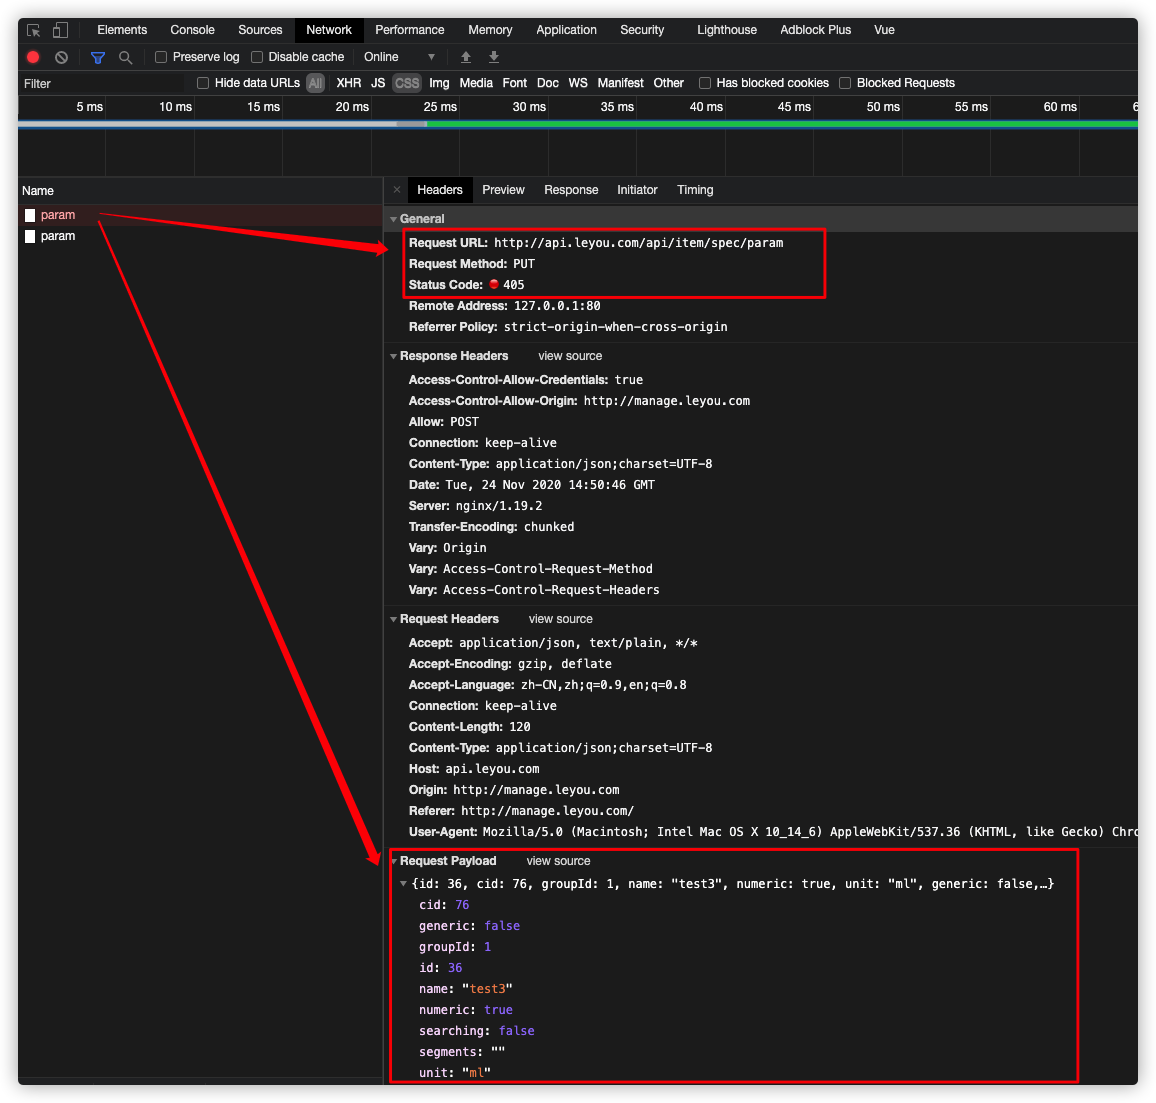 Elements Console Sources Network Performance Memory Application Security Lighthouse Adblock Plus Vue
Preserve log Disable cache Online
Filter Hide data URLs All XHR JS CSS Img Media Font Doc WS Manifest Other Has blocked cookies Blocked Requests
5 ms 10 ms 15 ms 20 ms 25 ms 30 ms 35 ms 40 ms 45 ms 50 ms 55 ms 60 ms 6
Name
param
param
× Headers Preview Response Initiator Timing
General
Request URL: http://api.leyou.com/api/item/spec/param
Request Method: PUT
Status Code: 405
Remote Address: 127.0.0.1:80
Referrer Policy: strict-origin-when-cross-origin
Response Headers view source
Access-Control-Allow-Credentials: true
Access-Control-Allow-Origin: http://manage.leyou.com
Allow: POST
Connection: keep-alive
Content-Type: application/json;charset=UTF-8
Date: Tue, 24 Nov 2020 14:50:46 GMT
Server: nginx/1.19.2
Transfer-Encoding: chunked
Vary: Origin
Vary: Access-Control-Request-Method
Vary: Access-Control-Request-Headers
Request Headers view source
Accept: application/json, text/plain, */*
Accept-Encoding: gzip, deflate
Accept-Language: zh-CN,zh;q=0.9,en;q=0.8
Connection: keep-alive
Content-Length: 120
Content-Type: application/json;charset=UTF-8
Host: api.leyou.com
Origin: http://manage.leyou.com
Referer: http://manage.leyou.com/
User-Agent: Mozilla/5.0 (Macintosh; Intel Mac OS X 10_14_6) AppleWebKit/537.36 (KHTML, like Gecko) Chro
Request Payload view source
{id: 36, cid: 76, groupId: 1, name: "test3", numeric: true, unit: "ml", generic: false,…}
cid: 76
generic: false
groupId: 1
id: 36
name: "test3"
numeric: true
searching: false
segments: ""
unit: "ml"